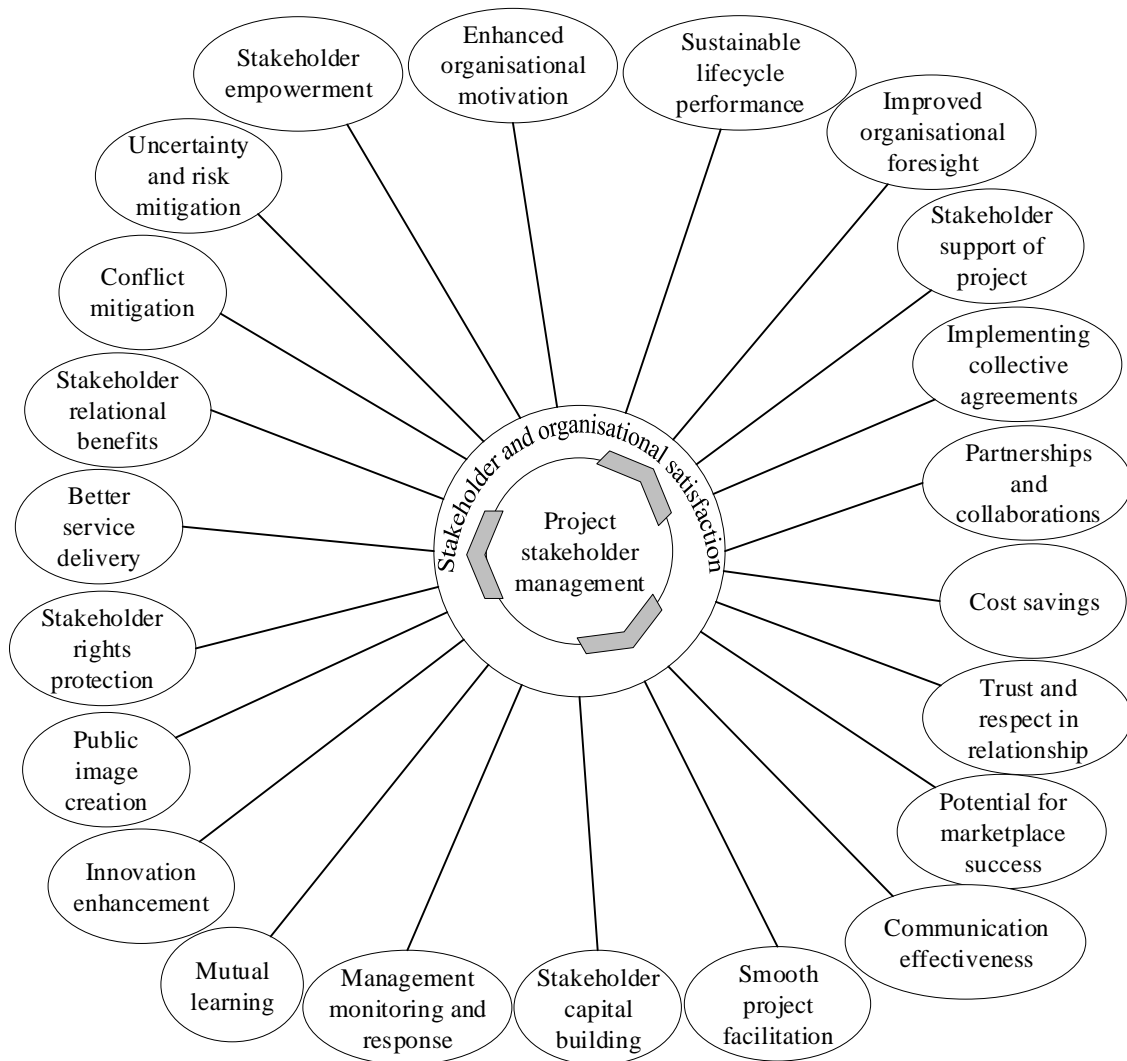 Stakeholder
empowerment
Enhanced
organisational
motivation
Sustainable
lifecycle
performance
Improved
organisational
foresight
Stakeholder
support of
project
Implementing
collective
agreements
Partnerships
and
collaborations
Cost savings
Trust and
respect in
relationship
Potential for
marketplace
success
Communication
effectiveness
Smooth
project
facilitation
Stakeholder
capital
building
Management
monitoring and
response
Mutual
learning
Innovation
enhancement
Public
image
creation
Stakeholder
rights
protection
Better
service
delivery
Stakeholder
relational
benefits
Conflict
mitigation
Uncertainty
and risk
mitigation
Stakeholder and organisational satisfaction
Project
stakeholder
management